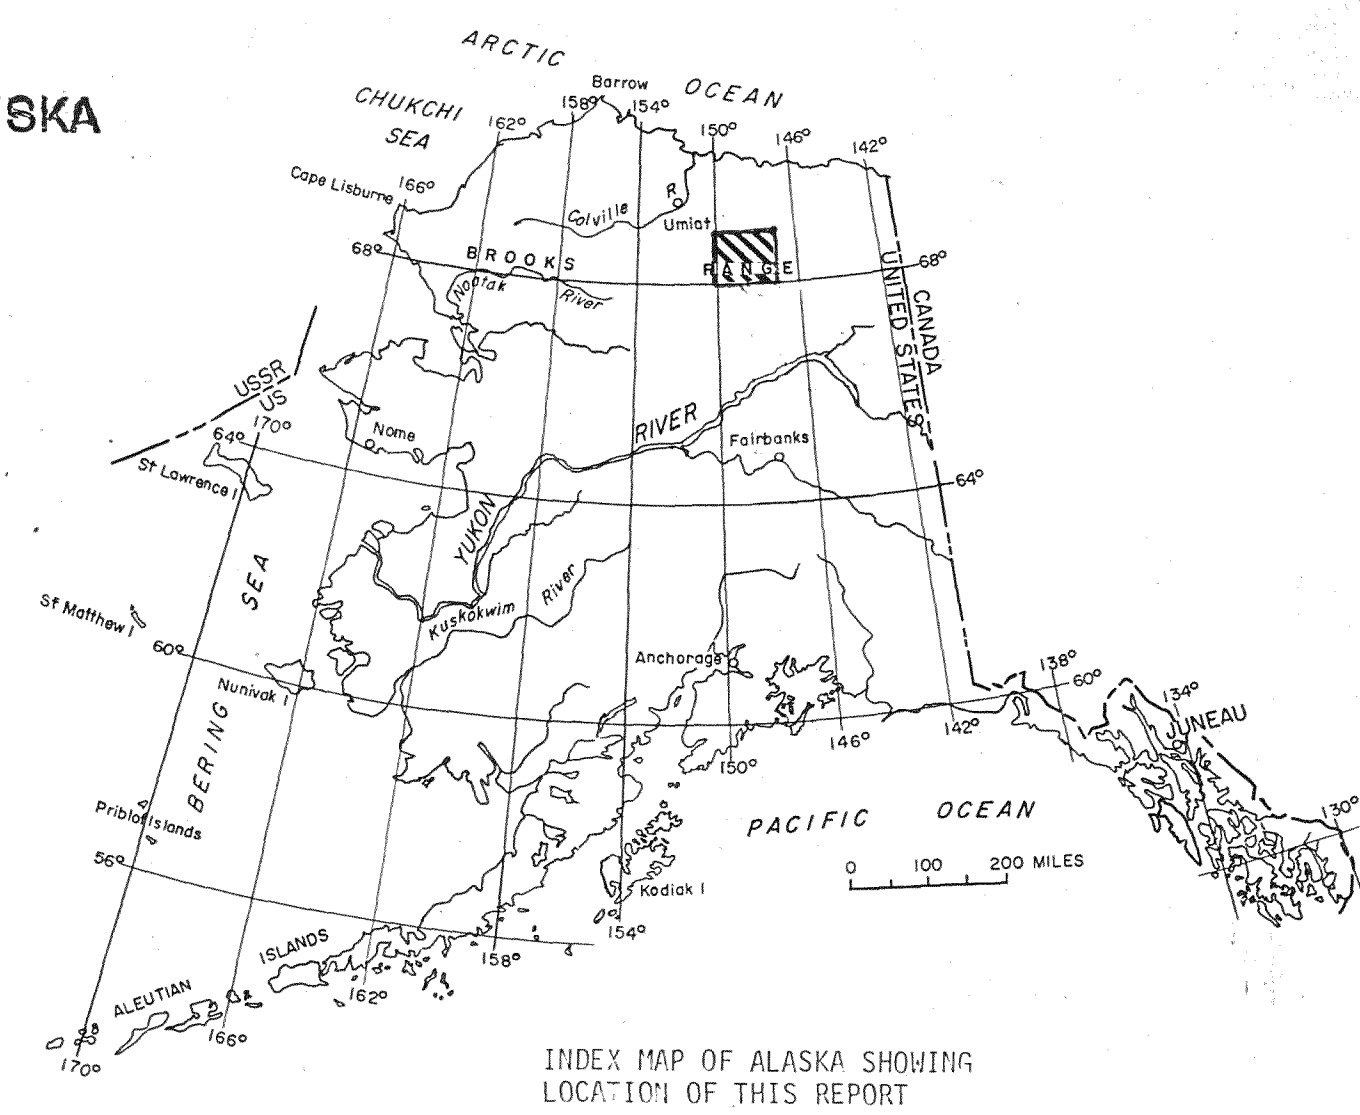 SKA
ARCTIC OCEAN
Barrow
CHUKCHI
SEA
158° 154°
162°
150°
146°
142°
Cape Lisburne
166°
R
Colville
Umiat
68°
BROOKS
RANGE
68°
Noatak
River
UNITED STATES
CANADA
USSR
US
170°
64°
Nome
RIVER
Fairbanks
St Lawrence I
64°
YUKON
SEA
River
St Matthew I
Kuskokwim
60°
Anchorage
138°
60°
Nunivak I
134°
JUNEAU
142°
146°
150°
BERING
Priblof Islands
PACIFIC OCEAN
130°
56°
0 100 200 MILES
Kodiak I
154°
ISLANDS
158°
ALEUTIAN
162°
166°
170°
INDEX MAP OF ALASKA SHOWING
LOCATION OF THIS REPORT